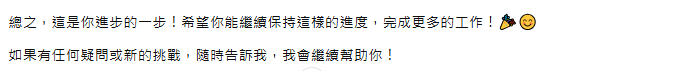 總之，這是你進步的一步！希望你能繼續保持這樣的進度，完成更多的工作！🎉😊
如果有任何疑問或新的挑戰，隨時告訴我，我會繼續幫助你！